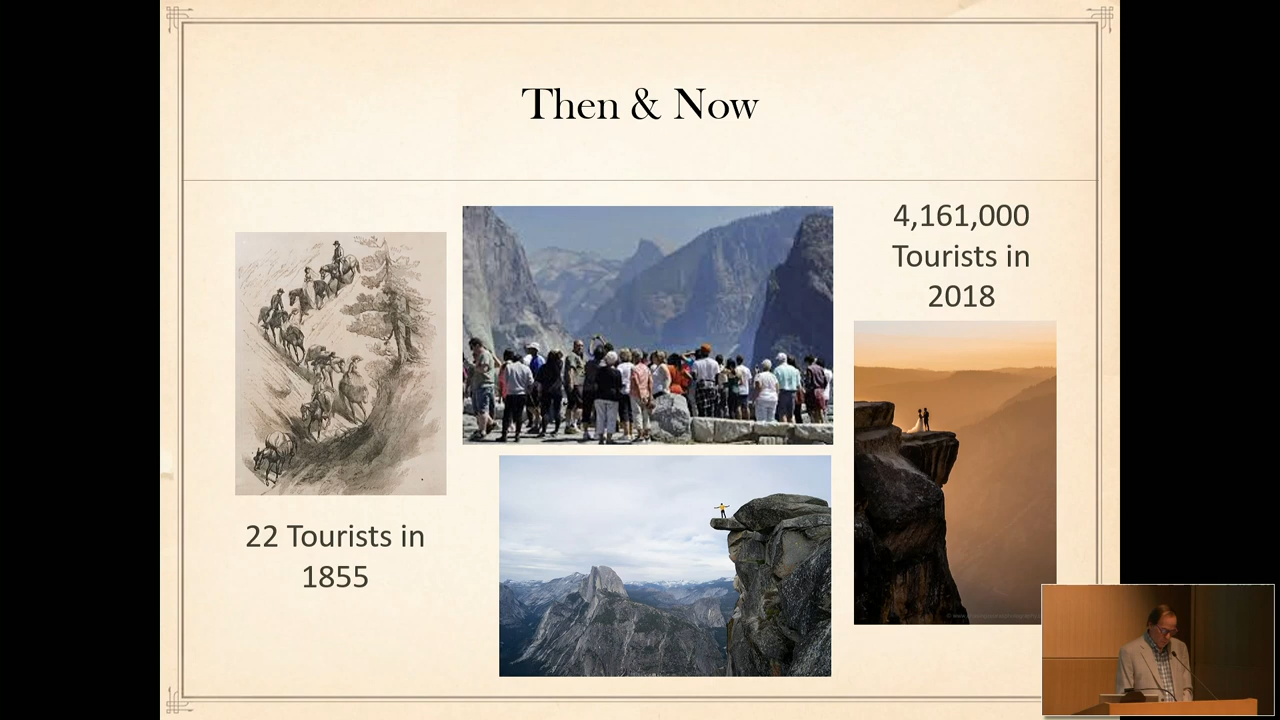 Then & Now
22 Tourists in
1855
4,161,000
Tourists in
2018